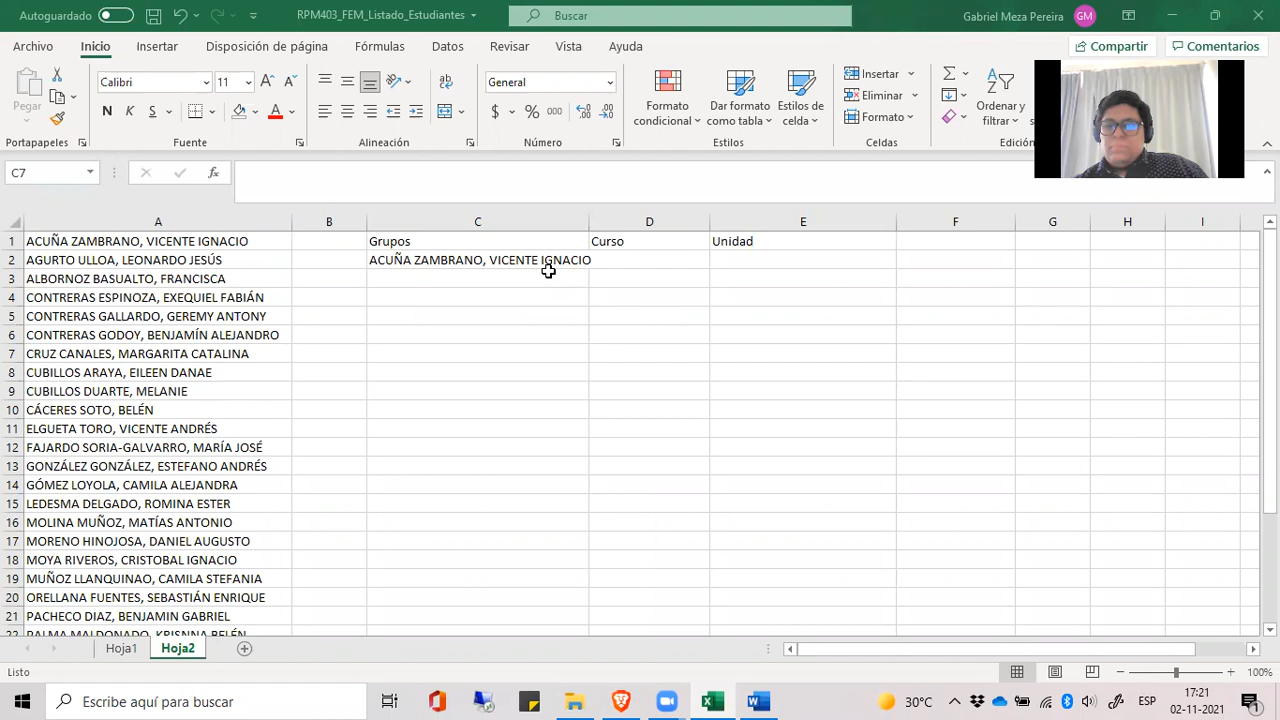 Autoguardado
RPM403_FEM_Listado_Estudiantes
Buscar
Gabriel Meza Pereira
GM
Archivo
Inicio
Insertar
Disposición de página
Fórmulas
Datos
Revisar
Vista
Ayuda
Compartir
Comentarios
Pegar
Portapapeles
Calibri
11
N K S
Fuente
Alineación
General
$ % 000
Número
Formato condicional
Dar formato como tabla
Estilos de celda
Estilos
Insertar
Eliminar
Formato
Celdas
Ordenar y filtrar
Edición
C7
fx
A B C D E F G H I
1 ACUÑA ZAMBRANO, VICENTE IGNACIO Grupos Curso Unidad
2 AGURTO ULLOA, LEONARDO JESÚS ACUÑA ZAMBRANO, VICENTE IGNACIO
3 ALBORNOZ BASUALTO, FRANCISCA
4 CONTRERAS ESPINOZA, EXEQUIEL FABIÁN
5 CONTRERAS GALLARDO, GEREMY ANTONY
6 CONTRERAS GODOY, BENJAMÍN ALEJANDRO
7 CRUZ CANALES, MARGARITA CATALINA
8 CUBILLOS ARAYA, EILEEN DANAE
9 CUBILLOS DUARTE, MELANIE
10 CÁCERES SOTO, BELÉN
11 ELGUETA TORO, VICENTE ANDRÉS
12 FAJARDO SORIA-GALVARRO, MARÍA JOSÉ
13 GONZÁLEZ GONZÁLEZ, ESTEFANO ANDRÉS
14 GÓMEZ LOYOLA, CAMILA ALEJANDRA
15 LEDESMA DELGADO, ROMINA ESTER
16 MOLINA MUÑOZ, MATÍAS ANTONIO
17 MORENO HINOJOSA, DANIEL AUGUSTO
18 MOYA RIVEROS, CRISTOBAL IGNACIO
19 MUÑOZ LLANQUINAO, CAMILA STEFANIA
20 ORELLANA FUENTES, SEBASTIÁN ENRIQUE
21 PACHECO DIAZ, BENJAMIN GABRIEL
22 PALMA MALDONADO, KRISNNA BELÉN
Hoja1
Hoja2
Listo
100%
Escribe aquí para buscar
30°C
ESP
17:21
02-11-2021